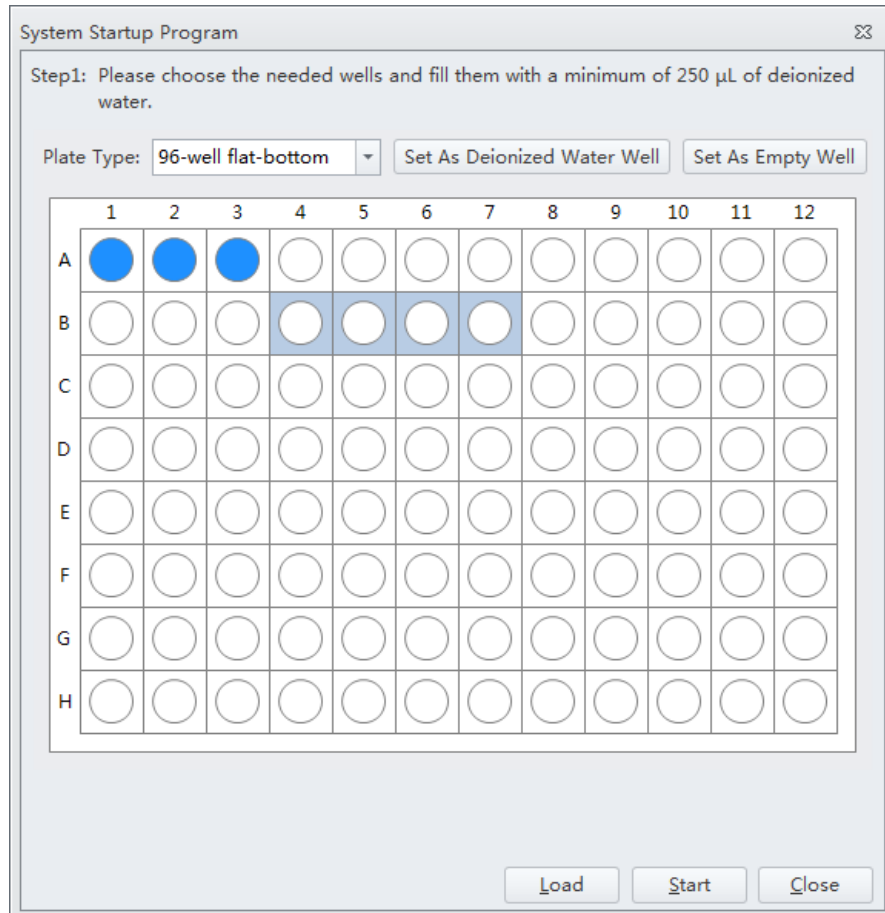 System Startup Program
Step1: Please choose the needed wells and fill them with a minimum of 250 µL of deionized
water.
Plate Type: 96-well flat-bottom Set As Deionized Water Well Set As Empty Well
1 2 3 4 5 6 7 8 9 10 11 12
A
B
C
D
E
F
G
H
Load Start Close